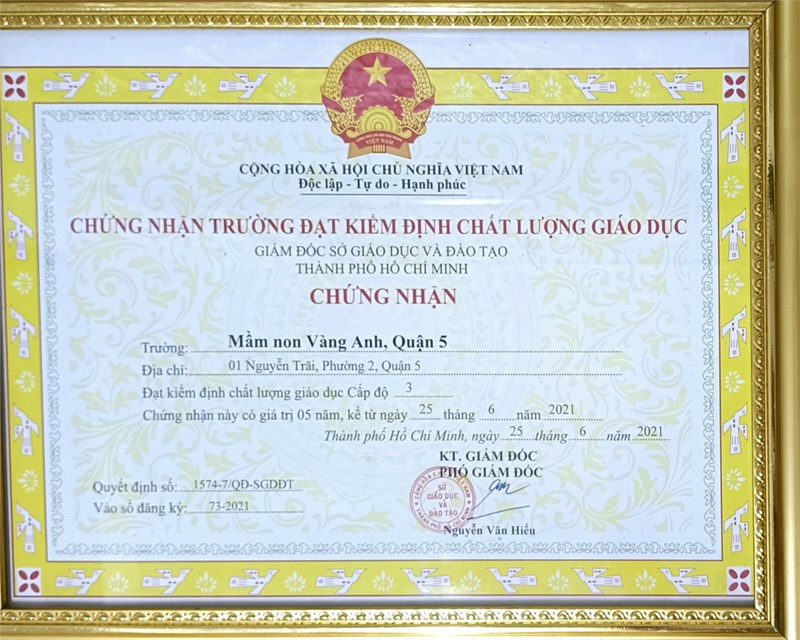 VIỆT NAM
CỘNG HÒA XÃ HỘI CHỦ NGHĨA VIỆT NAM
Độc lập - Tự do - Hạnh phúc
CHỨNG NHẬN TRƯỜNG ĐẠT KIỂM ĐỊNH CHẤT LƯỢNG GIÁO DỤC
GIÁM ĐỐC SỞ GIÁO DỤC VÀ ĐÀO TẠO
THÀNH PHỐ HỒ CHÍ MINH
CHỨNG NHẬN
Trường: Mầm non Vàng Anh, Quận 5
Địa chỉ: 01 Nguyễn Trãi, Phường 2, Quận 5
Đạt kiểm định chất lượng giáo dục Cấp độ 3
Chứng nhận này có giá trị 05 năm, kể từ ngày 25 tháng 6 năm 2021
Thành phố Hồ Chí Minh, ngày 25 tháng 6 năm 2021
KT. GIÁM ĐỐC
PHÓ GIÁM ĐỐC
Quyết định số: 1574-7/QĐ-SGDĐT
Vào sổ đăng ký: 73-2021
SỞ
GIÁO DỤC
VÀ
ĐÀO TẠO
Nguyễn Văn Hiếu